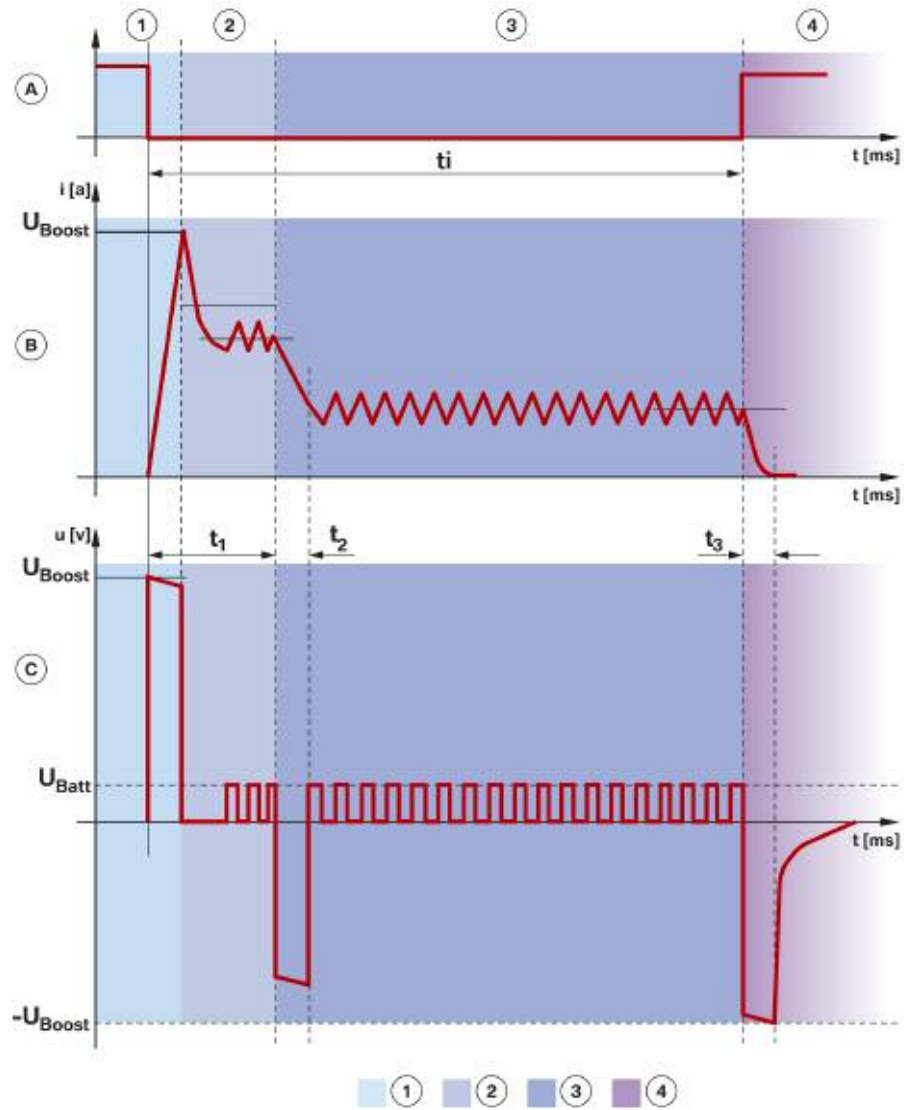 1 2 3 4
A
t [ms]
ti
i [a]
UBoost
B
t [ms]
u [v]
t1 t2 t3
UBoost
C
UBatt
t [ms]
-UBoost
1 2 3 4